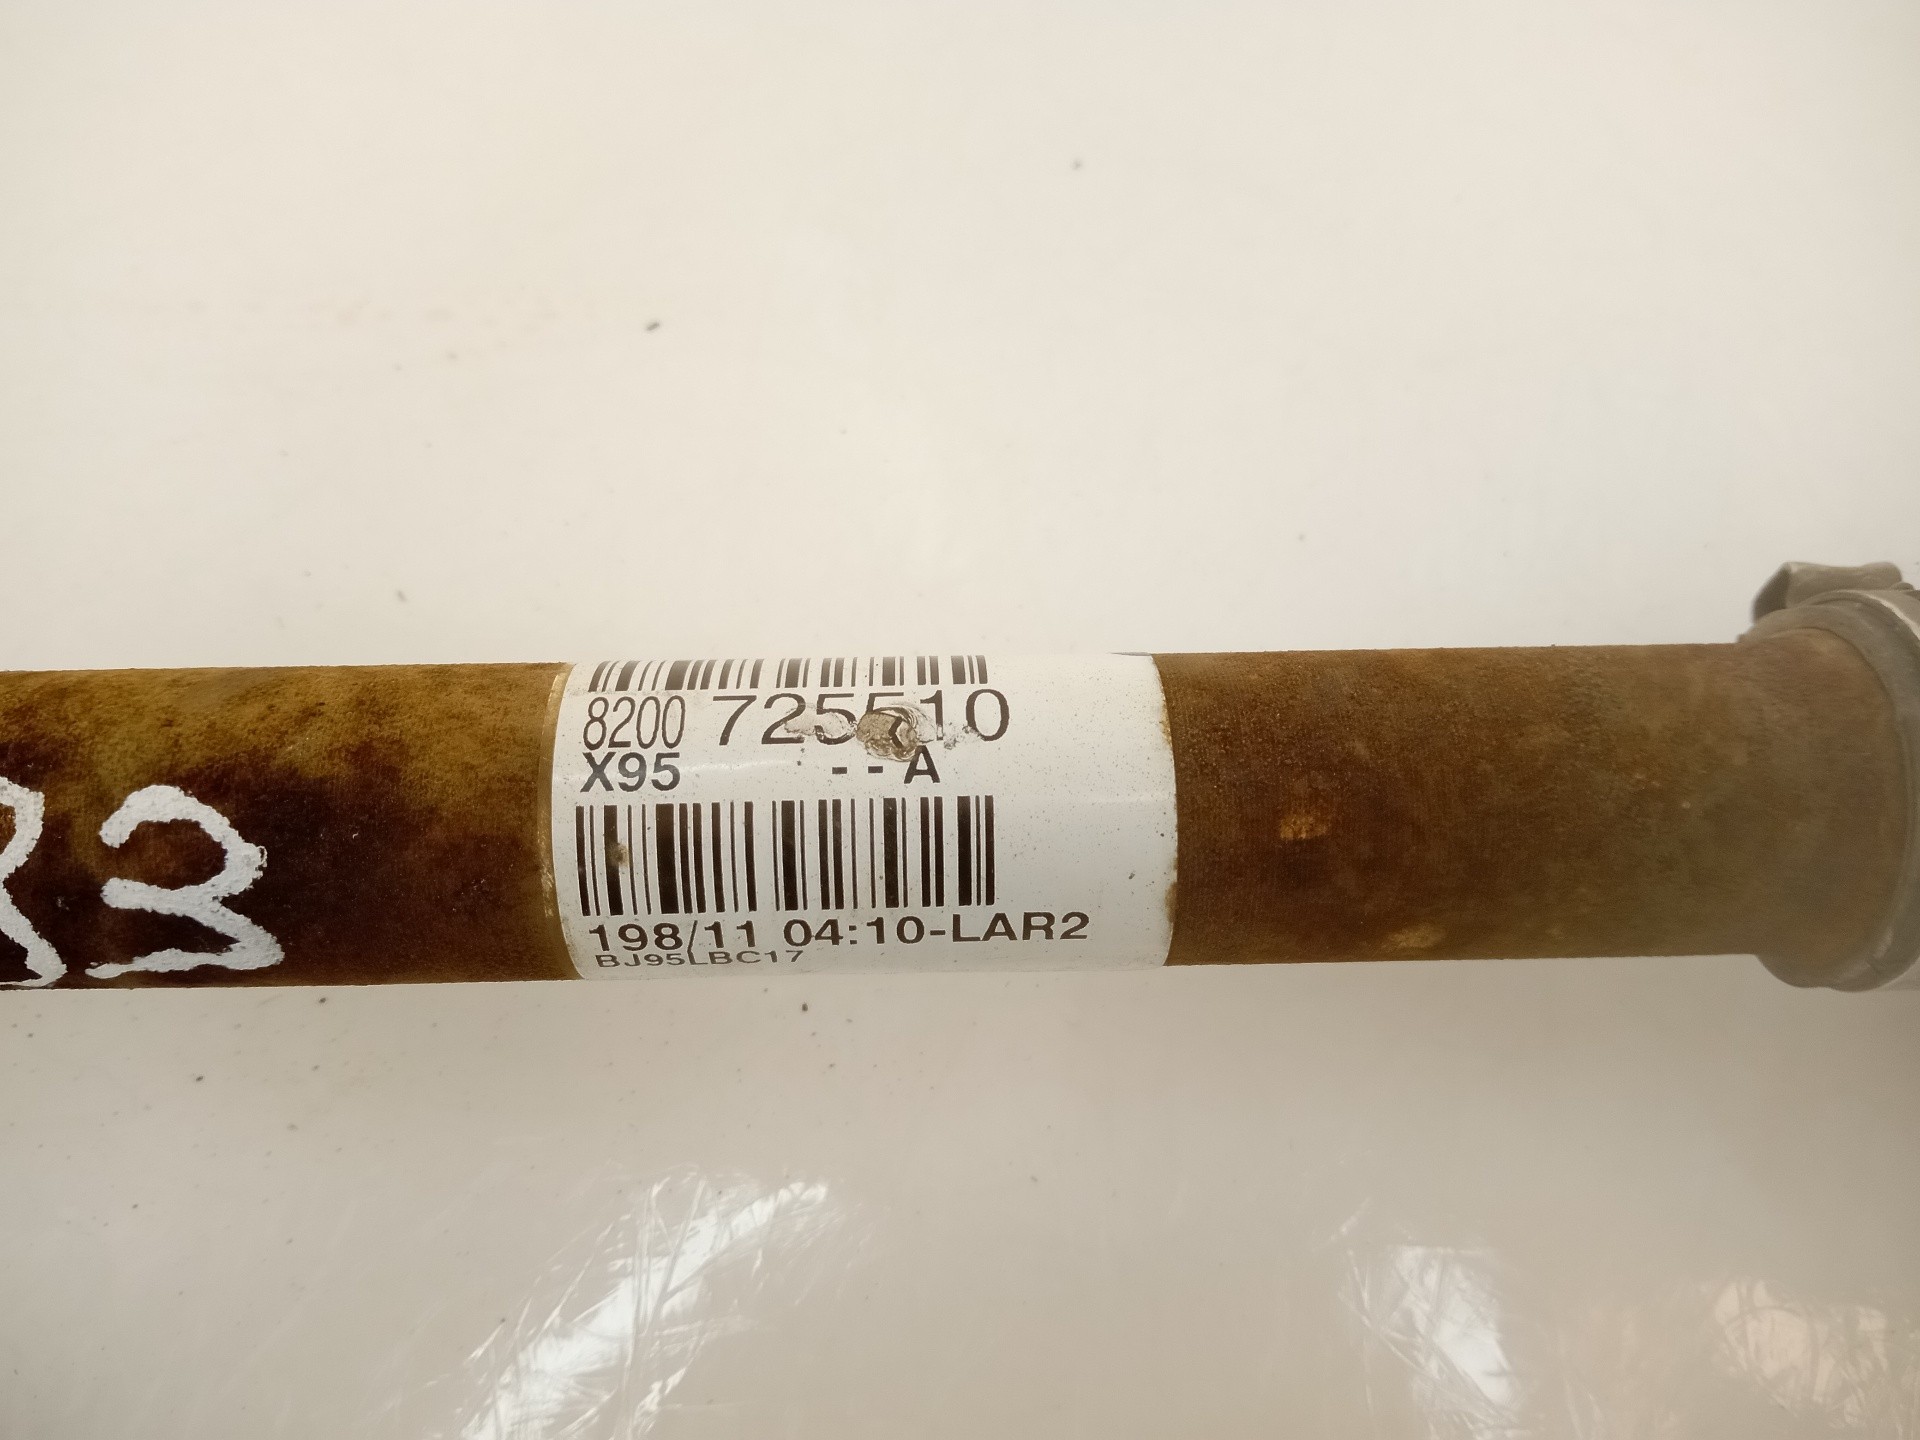 8200 725510
X95 --A
198/11 04:10-LAR2
BJ95LBC17